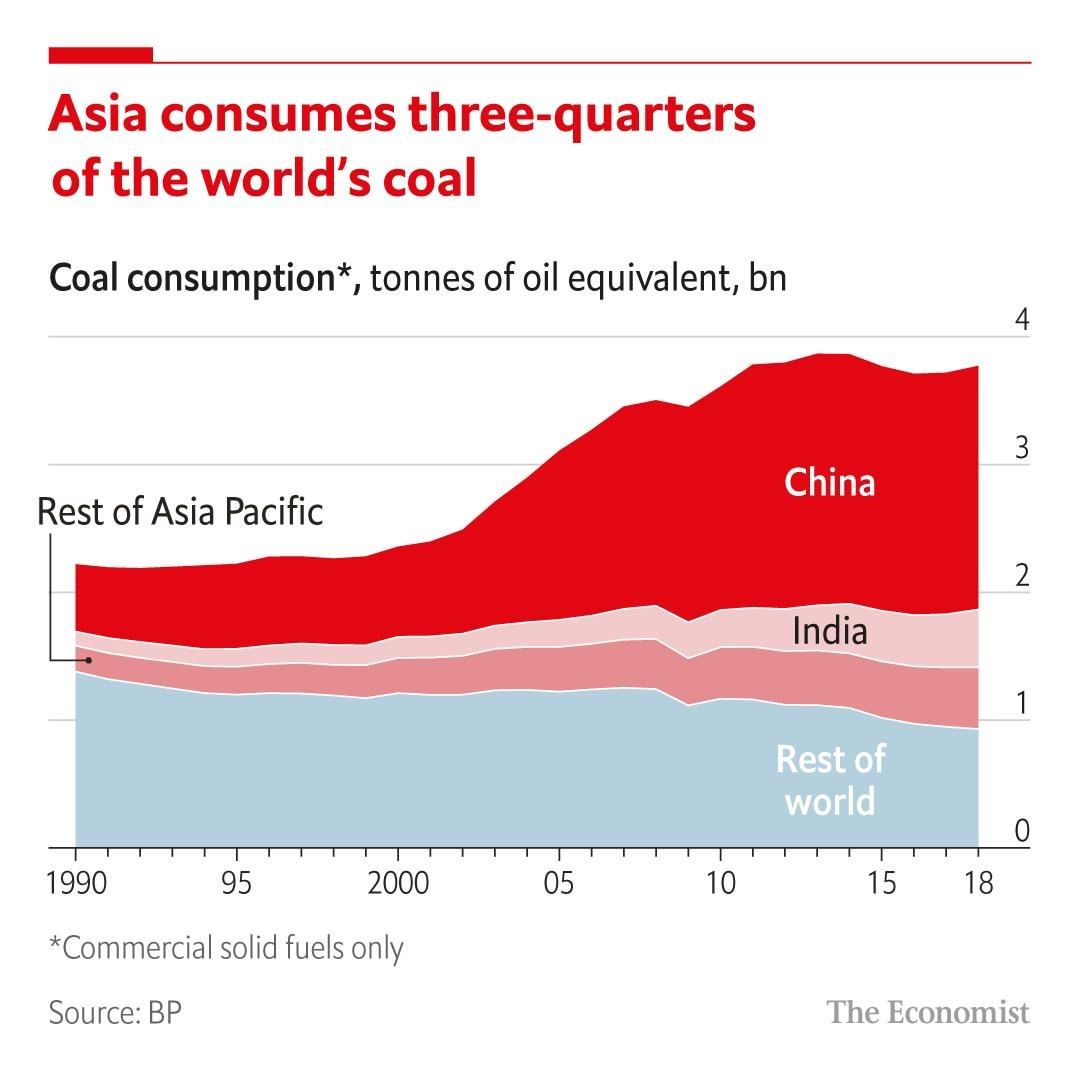 Asia consumes three-quarters
of the world's coal
Coal consumption*, tonnes of oil equivalent, bn
4
3
China
Rest of Asia Pacific
2
India
1
Rest of
world
0
1990 95 2000 05 10 15 18
*Commercial solid fuels only
Source: BP The Economist